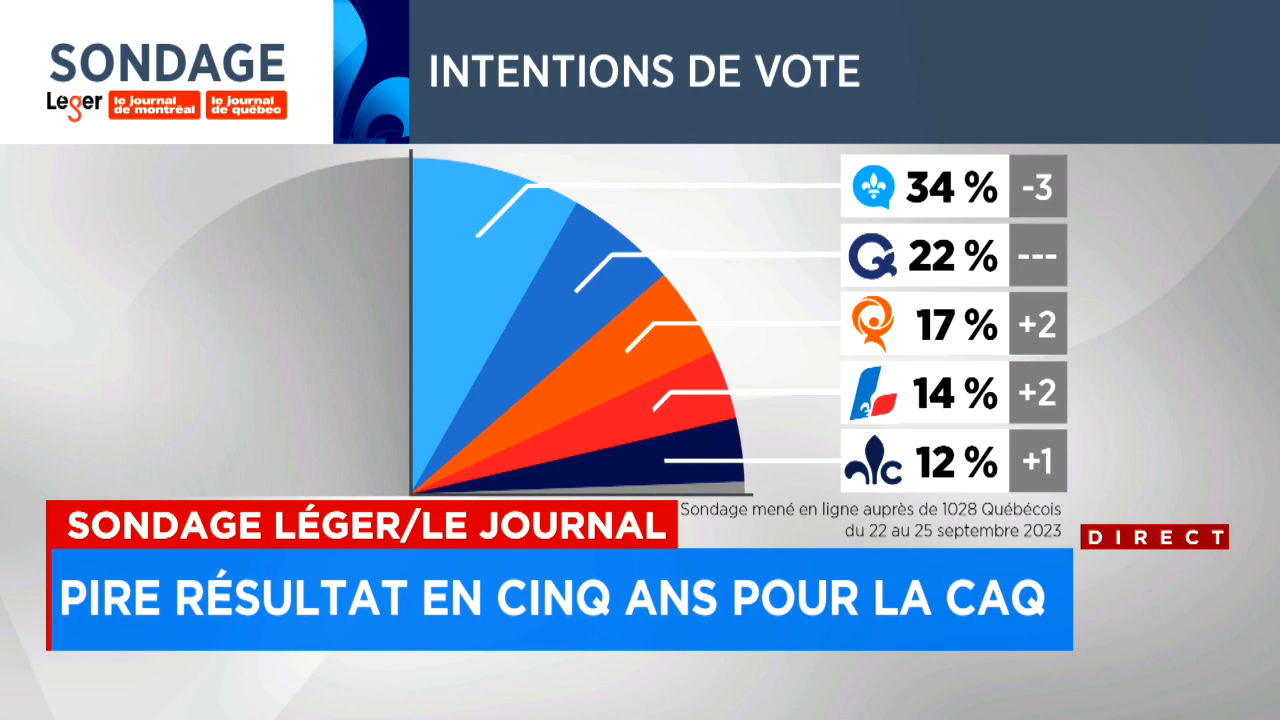 SONDAGE
Leger le journal de montréal le journal de québec
INTENTIONS DE VOTE
34 % -3
22 % ---
17 % +2
14 % +2
12 % +1
Sondage mené en ligne auprès de 1028 Québécois
du 22 au 25 septembre 2023
SONDAGE LÉGER/LE JOURNAL
DIRECT
PIRE RÉSULTAT EN CINQ ANS POUR LA CAQ